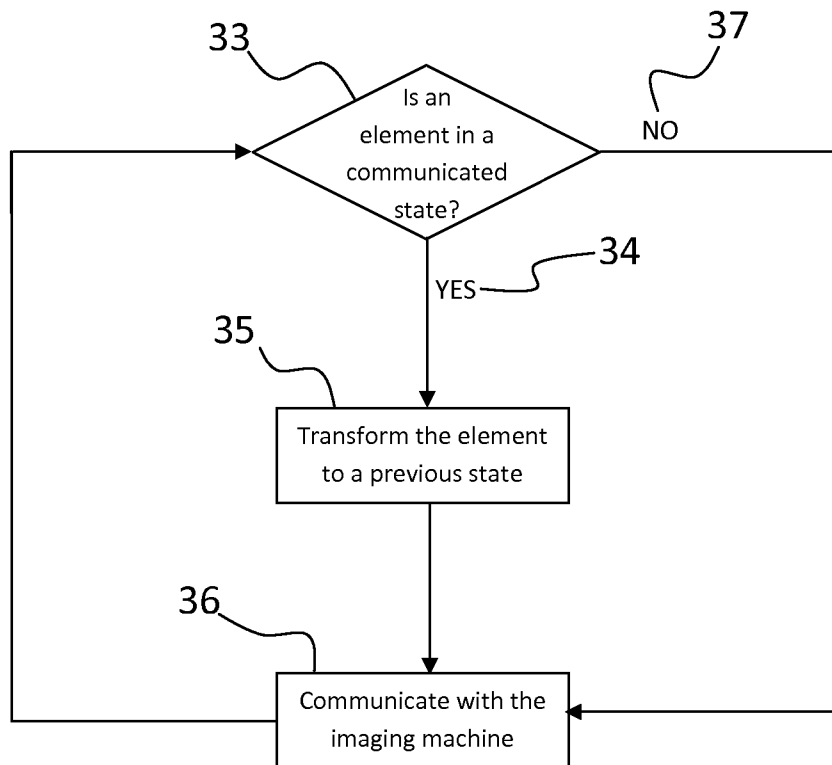 33
37
Is an
element in a
communicated
state?
NO
34
YES
35
Transform the element
to a previous state
36
Communicate with the
imaging machine